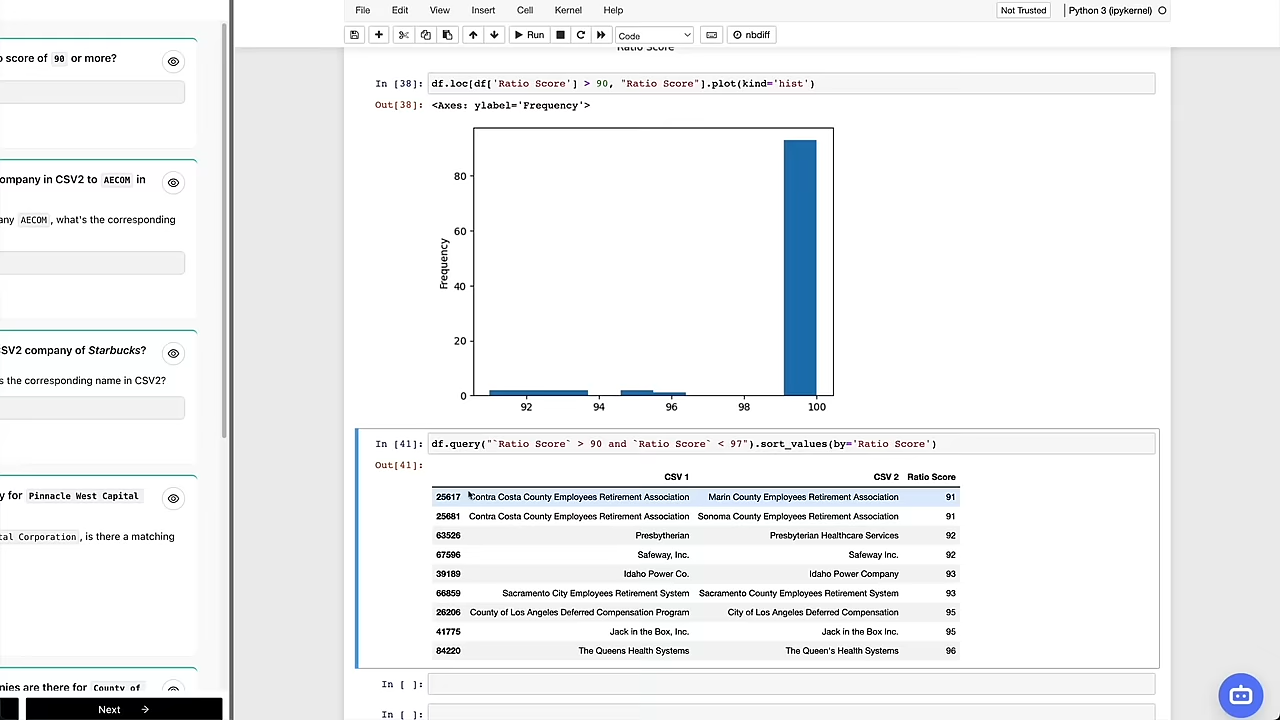 o score of 90 or more?
ompany in CSV2 to AECOM in
any AECOM, what's the corresponding
SV2 company of Starbucks?
s the corresponding name in CSV2?
y for Pinnacle West Capital
tal Corporation, is there a matching
nies are there for County of
Next →
File Edit View Insert Cell Kernel Help
Not Trusted Python 3 (ipykernel)
Run Code nbdiff
Ratio Score
In [38]: df.loc[df['Ratio Score'] > 90, "Ratio Score"].plot(kind='hist')
Out[38]: <Axes: ylabel='Frequency'>
Frequency
80
60
40
20
0
92 94 96 98 100
In [41]: df.query("`Ratio Score` > 90 and `Ratio Score` < 97").sort_values(by='Ratio Score')
Out[41]:
CSV 1 CSV 2 Ratio Score
25617 Contra Costa County Employees Retirement Association Marin County Employees Retirement Association 91
25681 Contra Costa County Employees Retirement Association Sonoma County Employees Retirement Association 91
63526 Presbytherian Presbyterian Healthcare Services 92
67596 Safeway, Inc. Safeway Inc. 92
39189 Idaho Power Co. Idaho Power Company 93
66859 Sacramento City Employees Retirement System Sacramento County Employees Retirement System 93
26206 County of Los Angeles Deferred Compensation Program City of Los Angeles Deferred Compensation 95
41775 Jack in the Box, Inc. Jack in the Box Inc. 95
84220 The Queens Health Systems The Queen's Health Systems 96
In [ ]:
In [ ]: